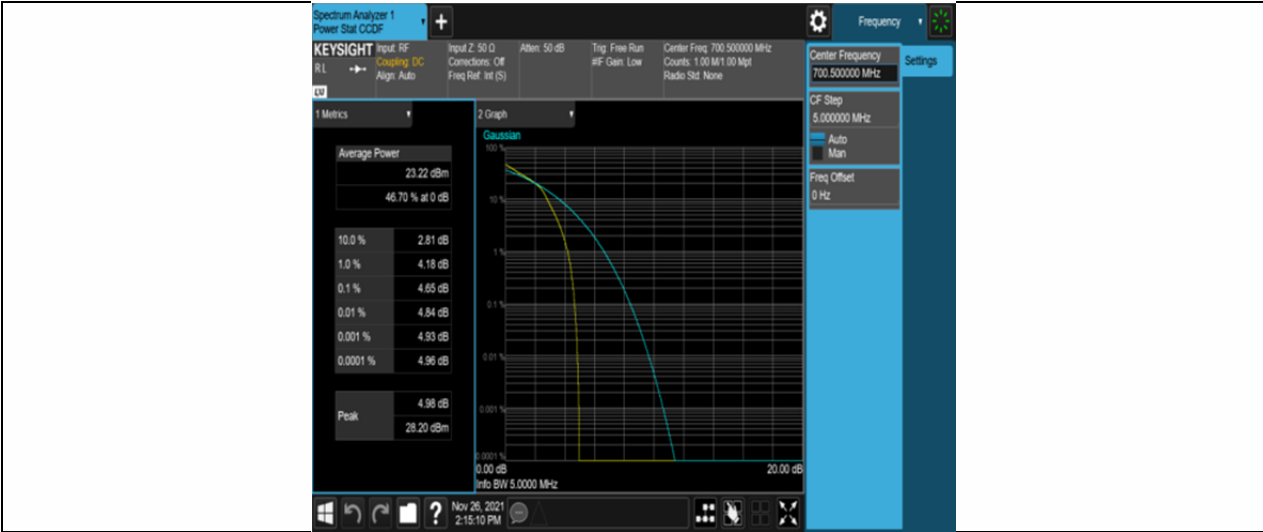 Spectrum Analyzer 1
Power Stat CCDF
Frequency
KEYSIGHT
RL
Input: RF
Coupling: DC
Align: Auto
Input Z: 50 Ω
Corrections: Off
Freq Ref: Int (S)
Atten: 50 dB
Trig: Free Run
#IF Gain: Low
Center Freq: 700.500000 MHz
Counts: 1.00 M/1.00 Mpt
Radio Std: None
1 Metrics
Average Power
23.22 dBm
46.70 % at 0 dB
10.0 % 2.81 dB
1.0 % 4.18 dB
0.1 % 4.65 dB
0.01 % 4.84 dB
0.001 % 4.93 dB
0.0001 % 4.96 dB
Peak
4.98 dB
28.20 dBm
2 Graph
Gaussian
100 %
10 %
1 %
0.1 %
0.01 %
0.001 %
0.0001 %
0.00 dB 20.00 dB
Info BW 5.0000 MHz
Center Frequency
700.500000 MHz
Settings
CF Step
5.000000 MHz
Auto
Man
Freq Offset
0 Hz
?
Nov 26, 2021
2:15:10 PM